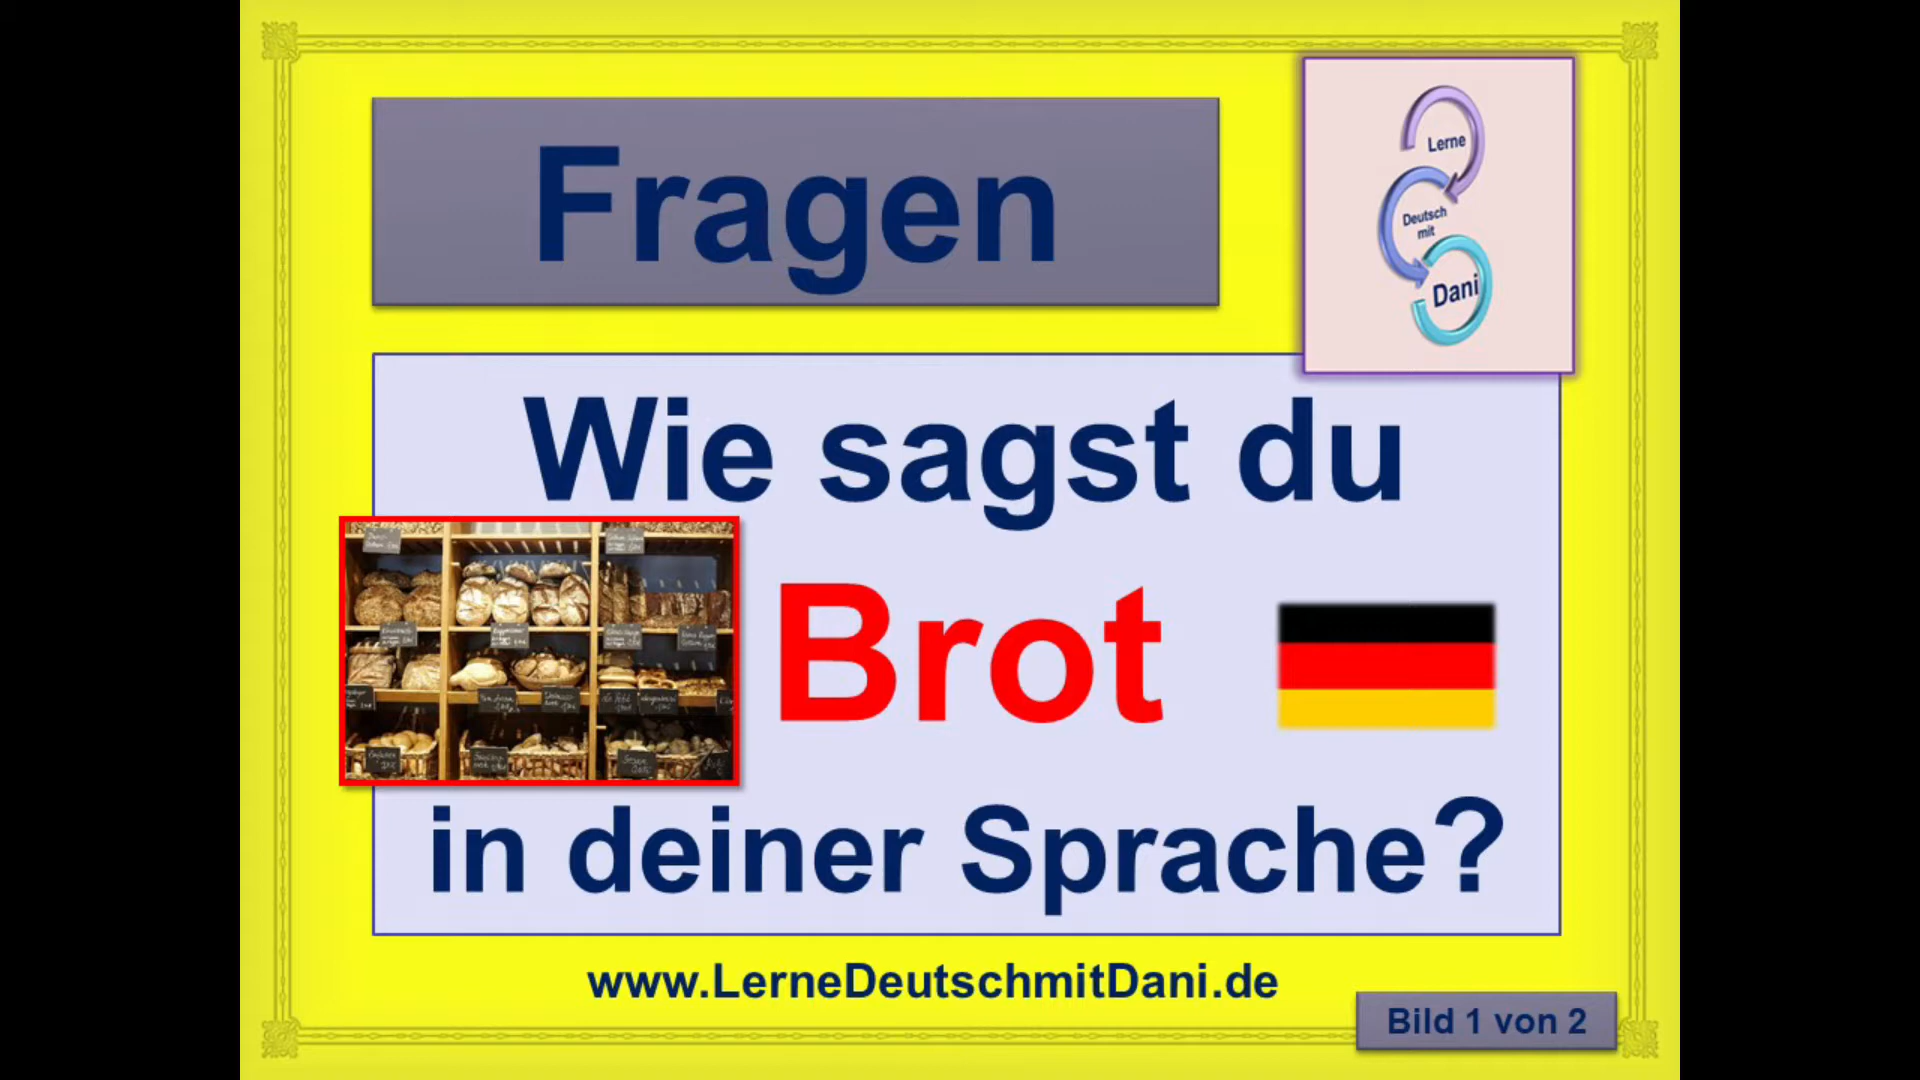 Fragen
Lerne
Deutsch
mit
Dani
Wie sagst du
Brot
in deiner Sprache?
www.LerneDeutschmitDani.de
Bild 1 von 2